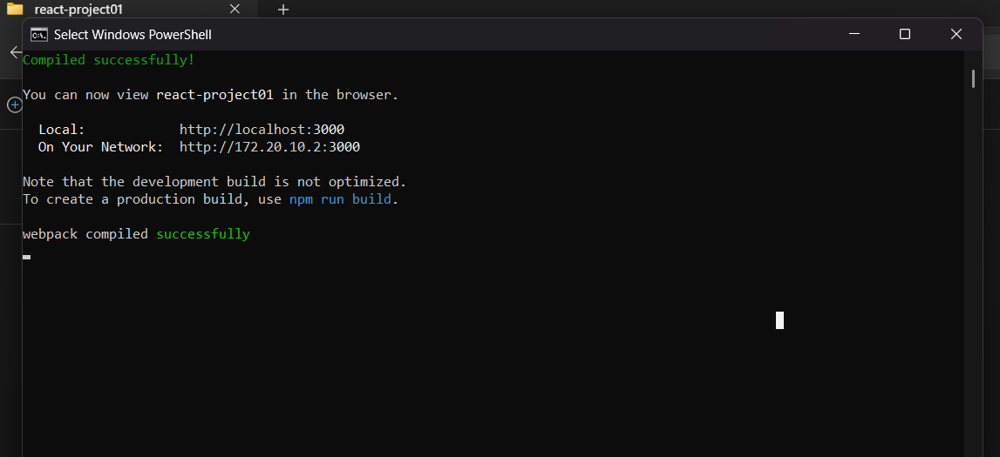 react-project01
Select Windows PowerShell
Compiled successfully!
You can now view react-project01 in the browser.
Local: http://localhost:3000
On Your Network: http://172.20.10.2:3000
Note that the development build is not optimized.
To create a production build, use npm run build.
webpack compiled successfully